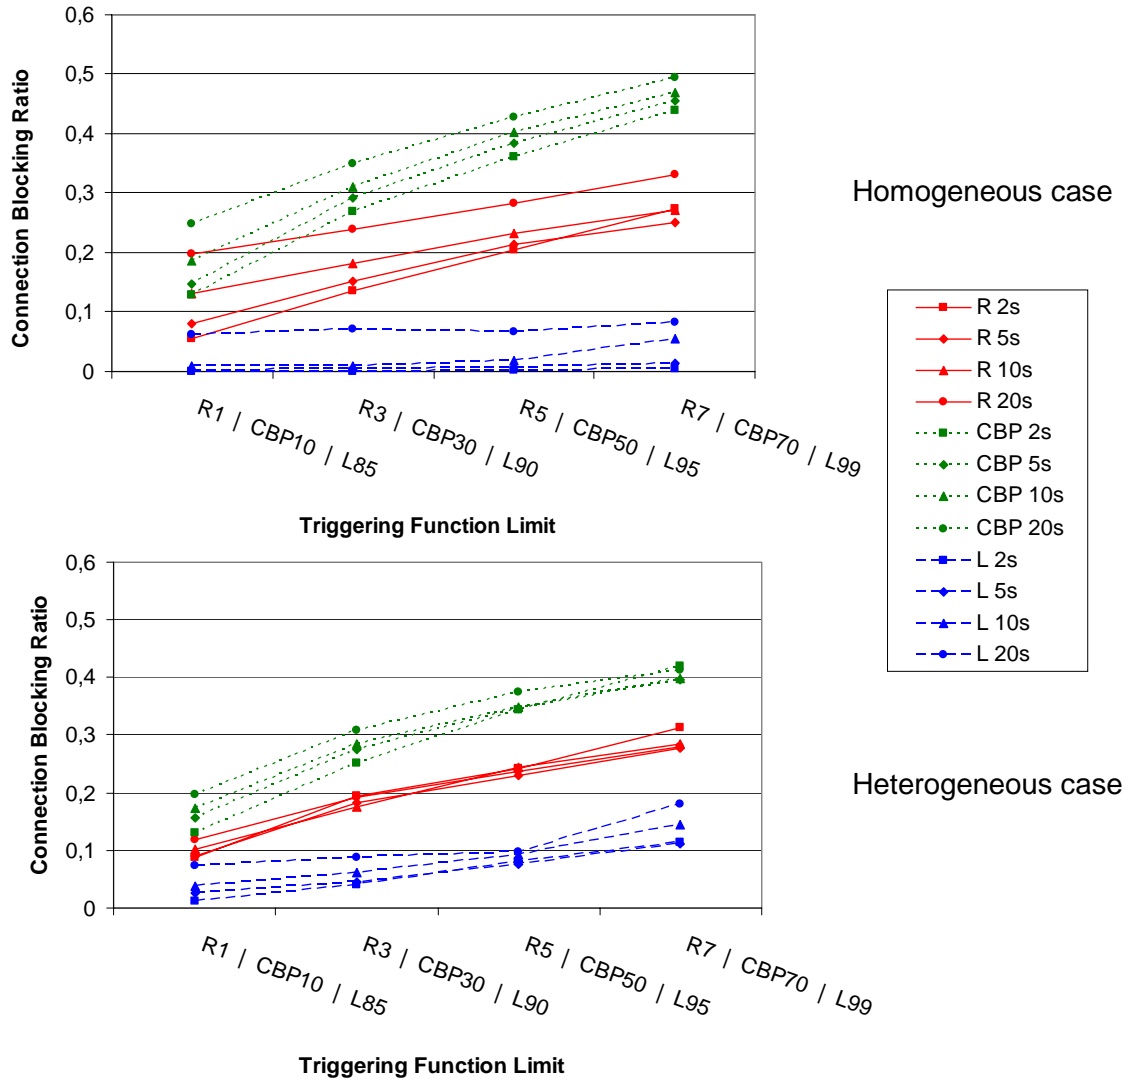 0,6
0,5
0,4
0,3
0,2
0,1
0
Connection Blocking Ratio
R1 | CBP10 | L85
R3 | CBP30 | L90
R5 | CBP50 | L95
R7 | CBP70 | L99
Triggering Function Limit
Homogeneous case
R 2s
R 5s
R 10s
R 20s
CBP 2s
CBP 5s
CBP 10s
CBP 20s
L 2s
L 5s
L 10s
L 20s
0,6
0,5
0,4
0,3
0,2
0,1
0
Connection Blocking Ratio
R1 | CBP10 | L85
R3 | CBP30 | L90
R5 | CBP50 | L95
R7 | CBP70 | L99
Triggering Function Limit
Heterogeneous case